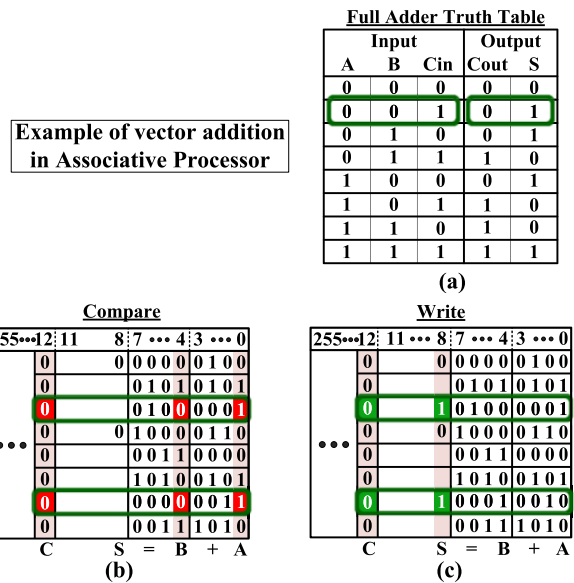 Full Adder Truth Table
Input Output
A B Cin Cout S
0 0 0 0 0
0 0 1 0 1
0 1 0 0 1
0 1 1 1 0
1 0 0 0 1
1 0 1 1 0
1 1 0 1 0
1 1 1 1 1
(a)
Example of vector addition
in Associative Processor
Compare
55•••12 11 8 7 ••• 4 3 ••• 0
0 0 0 0 0 0 0 1 0 0
0 0 1 0 1 0 1 0 1
0 0 1 0 0 0 0 0 1
0 0 1 0 0 0 0 1 1 0
0 0 0 1 1 0 0 0 0
0 1 0 1 0 0 1 0 1
0 0 0 0 0 0 0 1 1
0 0 0 1 1 1 0 1 0
•••
C S = B + A
(b)
Write
255•••12 11 ••• 8 7 ••• 4 3 ••• 0
0 0 0 0 0 0 0 1 0 0
0 0 1 0 1 0 1 0 1
0 1 0 1 0 0 0 0 0 1
0 0 1 0 0 0 0 1 1 0
0 0 0 1 1 0 0 0 0
0 1 0 1 0 0 1 0 1
0 1 0 0 0 1 0 0 1 0
0 0 0 1 1 1 0 1 0
•••
C S = B + A
(c)